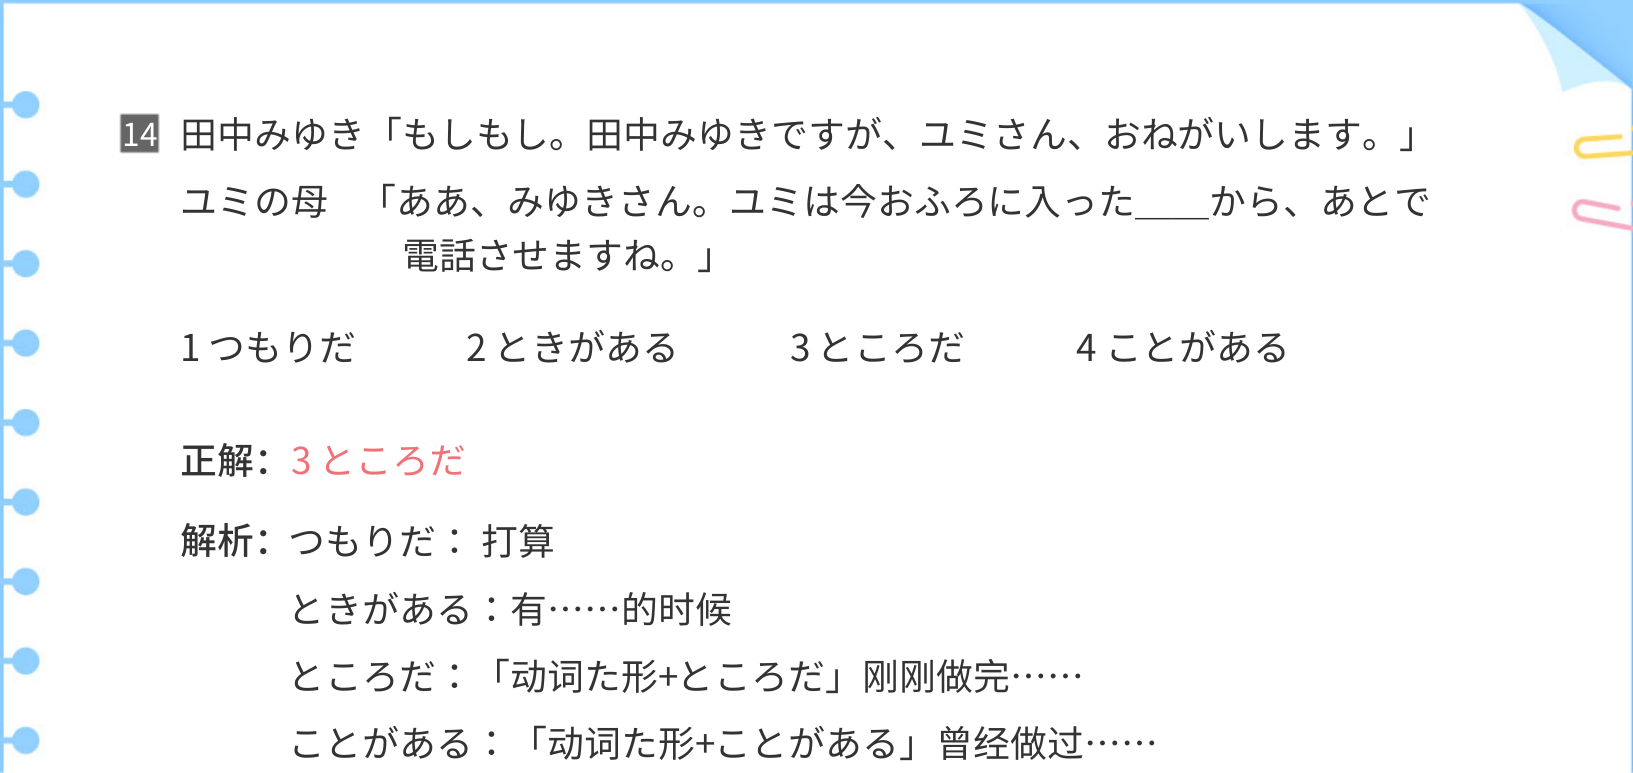 14 田中みゆき「もしもし。田中みゆきですが、ユミさん、おねがいします。」
ユミの母　「ああ、みゆきさん。ユミは今おふろに入った____から、あとで
電話させますね。」
1 つもりだ 2 ときがある 3 ところだ 4 ことがある
正解：3 ところだ
解析：つもりだ： 打算
ときがある：有……的时候
ところだ：「动词た形+ところだ」刚刚做完……
ことがある：「动词た形+ことがある」曾经做过……